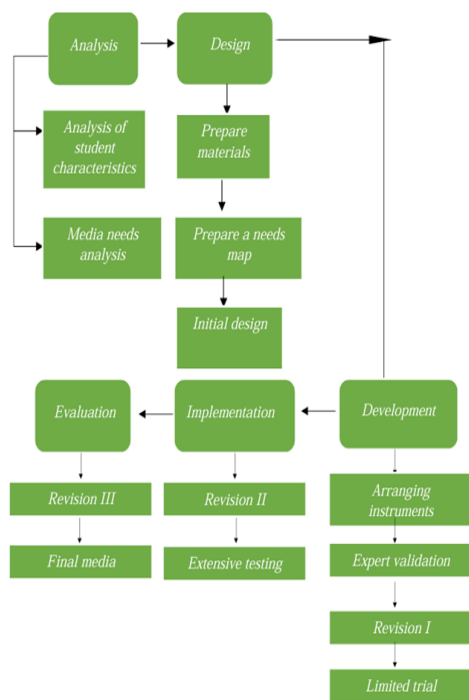 Analysis
Design
Analysis of
student
characteristics
Prepare
materials
Media needs
analysis
Prepare a needs
map
Initial design
Evaluation
Implementation
Development
Revision III
Revision II
Arranging
instruments
Final media
Extensive testing
Expert validation
Revision I
Limited trial